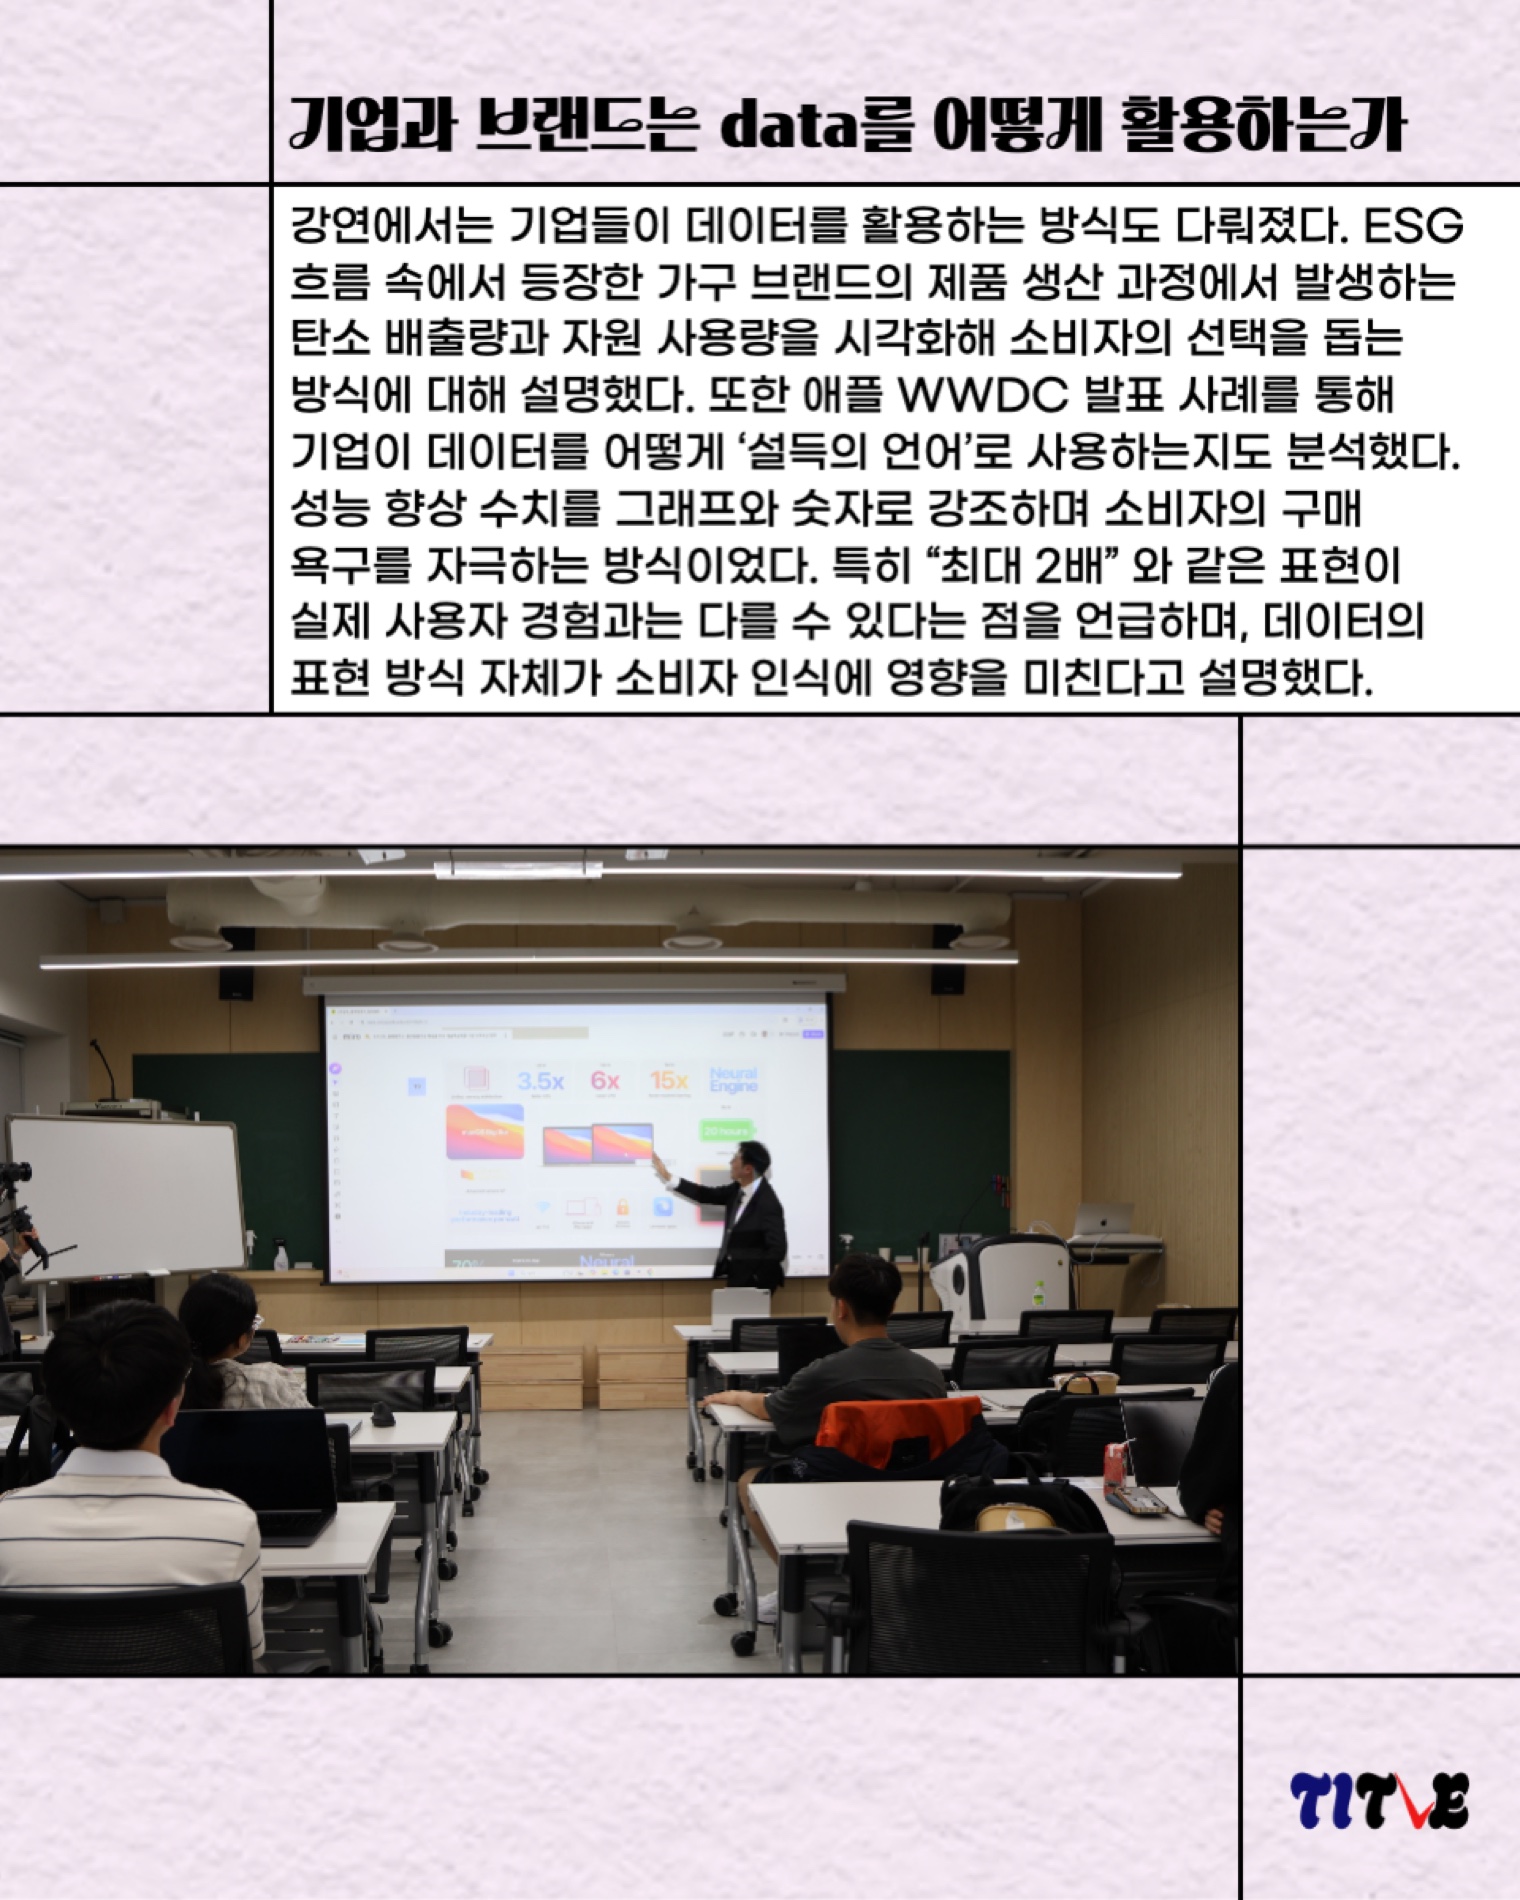 기업과 브랜드는 data를 어떻게 활용하는가
강연에서는 기업들이 데이터를 활용하는 방식도 다뤄졌다. ESG
흐름 속에서 등장한 가구 브랜드의 제품 생산 과정에서 발생하는
탄소 배출량과 자원 사용량을 시각화해 소비자의 선택을 돕는
방식에 대해 설명했다. 또한 애플 WWDC 발표 사례를 통해
기업이 데이터를 어떻게 ‘설득의 언어’로 사용하는지도 분석했다.
성능 향상 수치를 그래프와 숫자로 강조하며 소비자의 구매
욕구를 자극하는 방식이었다. 특히 “최대 2배” 와 같은 표현이
실제 사용자 경험과는 다를 수 있다는 점을 언급하며, 데이터의
표현 방식 자체가 소비자 인식에 영향을 미친다고 설명했다.
miro
3.5x 6x 15x Neural Engine
20 hours
Neural
TITLE